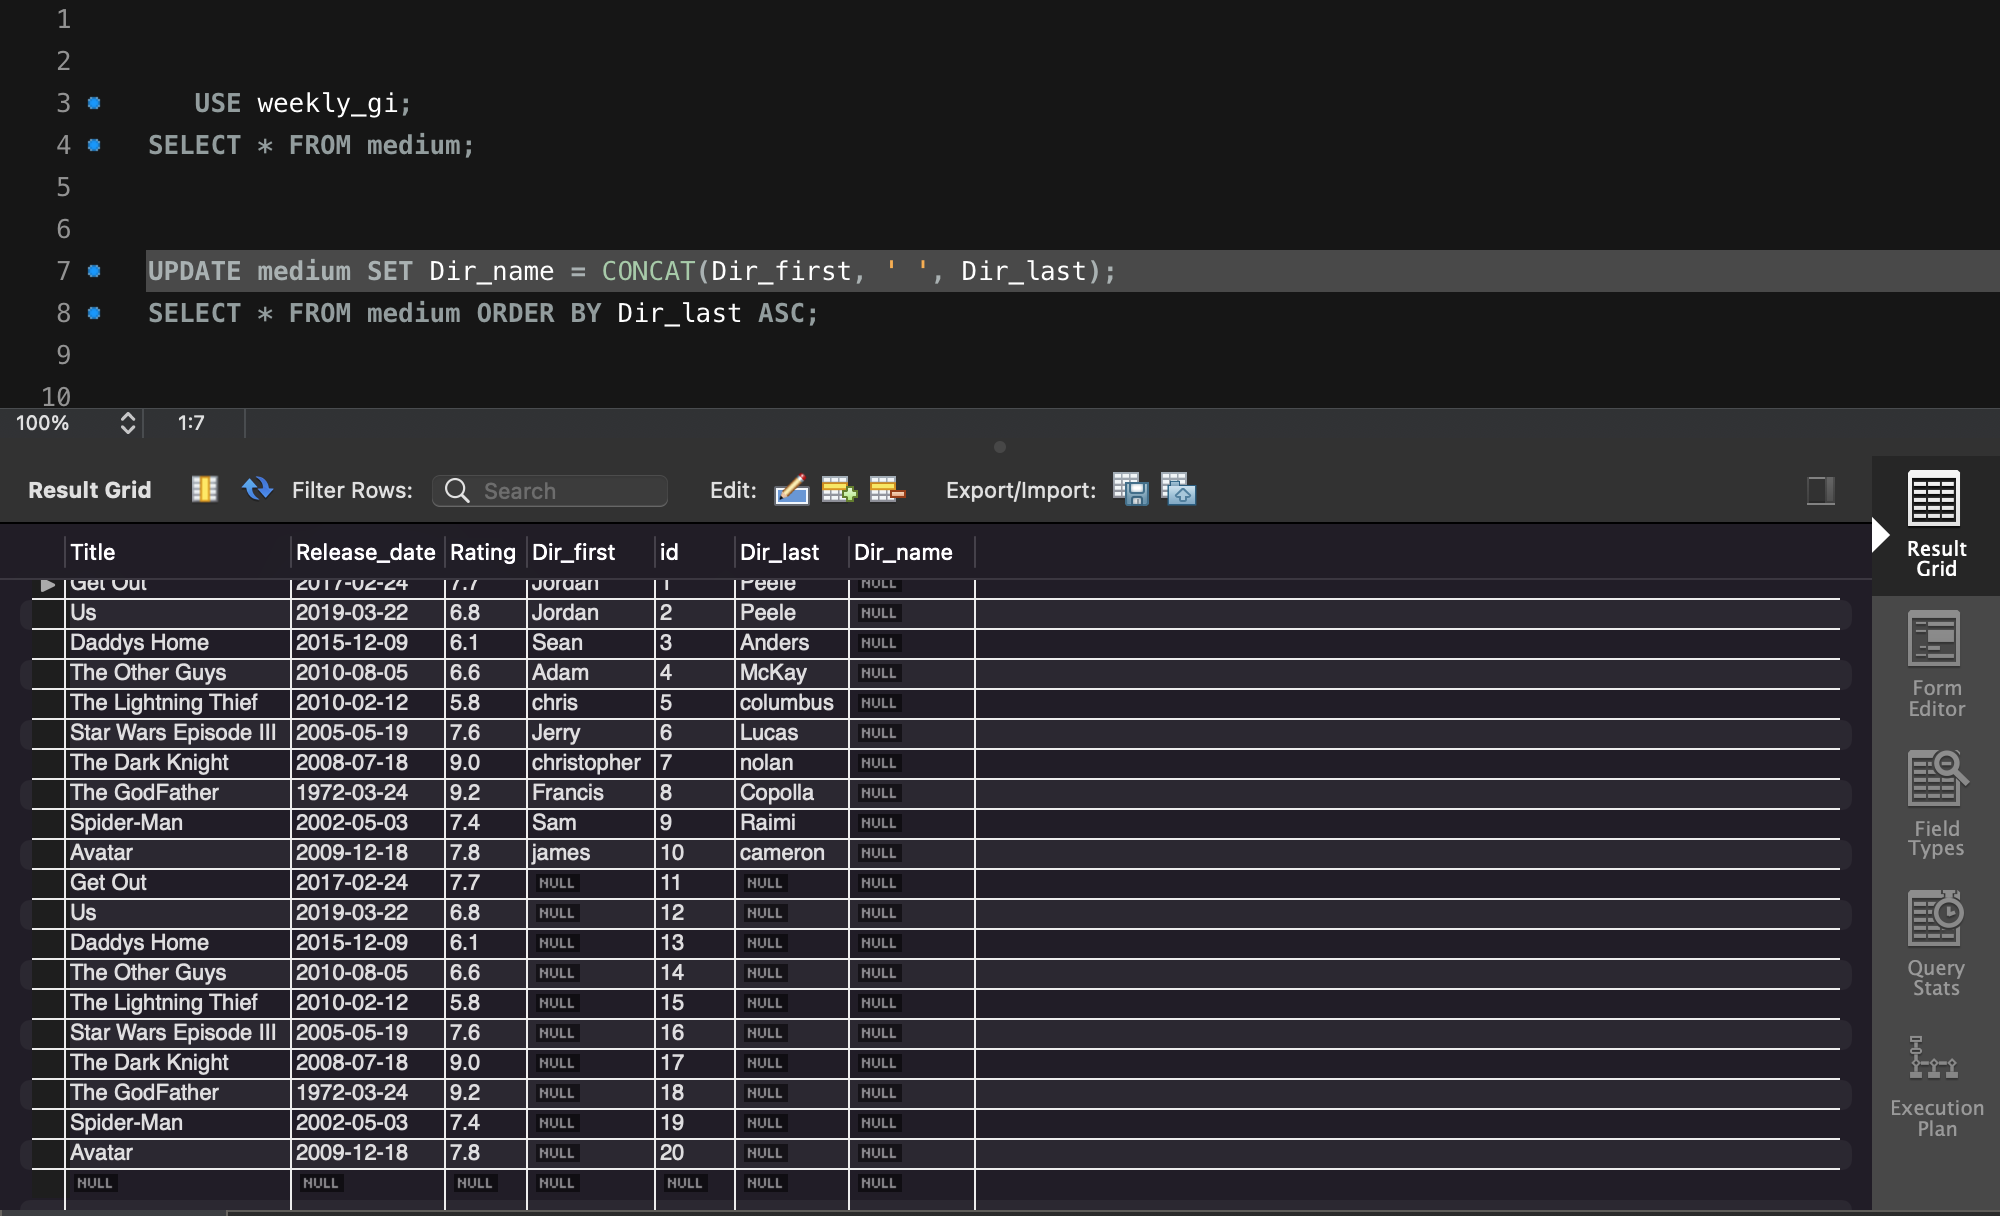 1
2
3 USE weekly_gi;
4 SELECT * FROM medium;
5
6
7 UPDATE medium SET Dir_name = CONCAT(Dir_first, ' ', Dir_last);
8 SELECT * FROM medium ORDER BY Dir_last ASC;
9
10
100% 1:7
Result Grid Filter Rows: Search Edit: Export/Import:
Title Release_date Rating Dir_first id Dir_last Dir_name
Get Out 2017-02-24 7.7 Jordan 1 Peele NULL
Us 2019-03-22 6.8 Jordan 2 Peele NULL
Daddys Home 2015-12-09 6.1 Sean 3 Anders NULL
The Other Guys 2010-08-05 6.6 Adam 4 McKay NULL
The Lightning Thief 2010-02-12 5.8 chris 5 columbus NULL
Star Wars Episode III 2005-05-19 7.6 Jerry 6 Lucas NULL
The Dark Knight 2008-07-18 9.0 christopher 7 nolan NULL
The GodFather 1972-03-24 9.2 Francis 8 Copolla NULL
Spider-Man 2002-05-03 7.4 Sam 9 Raimi NULL
Avatar 2009-12-18 7.8 james 10 cameron NULL
Get Out 2017-02-24 7.7 NULL 11 NULL NULL
Us 2019-03-22 6.8 NULL 12 NULL NULL
Daddys Home 2015-12-09 6.1 NULL 13 NULL NULL
The Other Guys 2010-08-05 6.6 NULL 14 NULL NULL
The Lightning Thief 2010-02-12 5.8 NULL 15 NULL NULL
Star Wars Episode III 2005-05-19 7.6 NULL 16 NULL NULL
The Dark Knight 2008-07-18 9.0 NULL 17 NULL NULL
The GodFather 1972-03-24 9.2 NULL 18 NULL NULL
Spider-Man 2002-05-03 7.4 NULL 19 NULL NULL
Avatar 2009-12-18 7.8 NULL 20 NULL NULL
NULL NULL NULL NULL NULL NULL NULL
Result
Grid
Form
Editor
Field
Types
Query
Stats
Execution
Plan